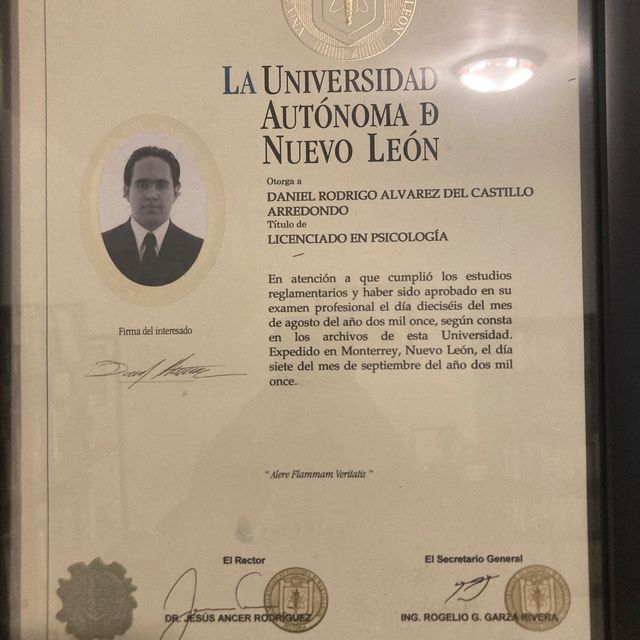 LA UNIVERSIDAD
AUTÓNOMA DE
NUEVO LEÓN
Otorga a
DANIEL RODRIGO ALVAREZ DEL CASTILLO
ARREDONDO
Título de
LICENCIADO EN PSICOLOGÍA
En atención a que cumplió los estudios
reglamentarios y haber sido aprobado en su
examen profesional el día dieciséis del mes
de agosto del año dos mil once, según consta
en los archivos de esta Universidad.
Expedido en Monterrey, Nuevo León, el día
siete del mes de septiembre del año dos mil
once.
Firma del interesado
"Alere Flammam Veritatis"
El Rector
DR. JESÚS ANCER RODRÍGUEZ
El Secretario General
ING. ROGELIO G. GARZA RIVERA